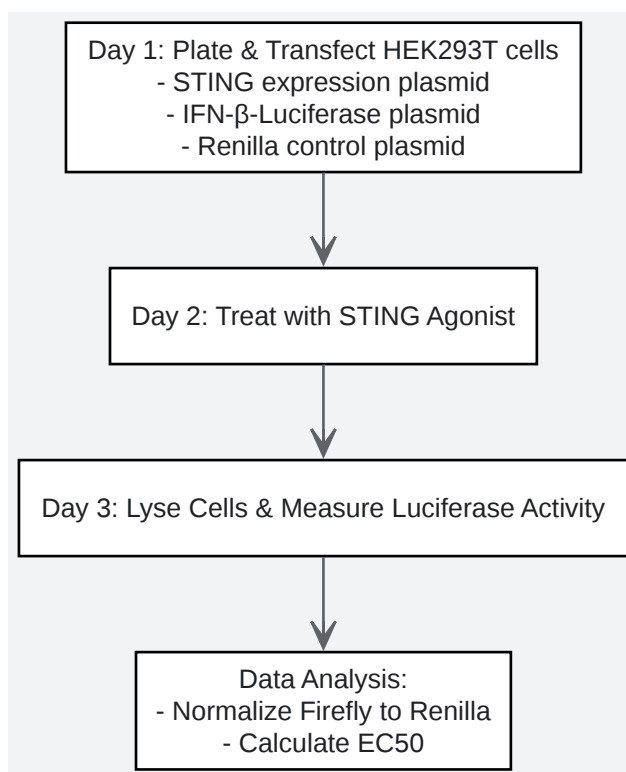 Day 1: Plate & Transfect HEK293T cells
- STING expression plasmid
- IFN-β-Luciferase plasmid
- Renilla control plasmid
Day 2: Treat with STING Agonist
Day 3: Lyse Cells & Measure Luciferase Activity
Data Analysis:
- Normalize Firefly to Renilla
- Calculate EC50